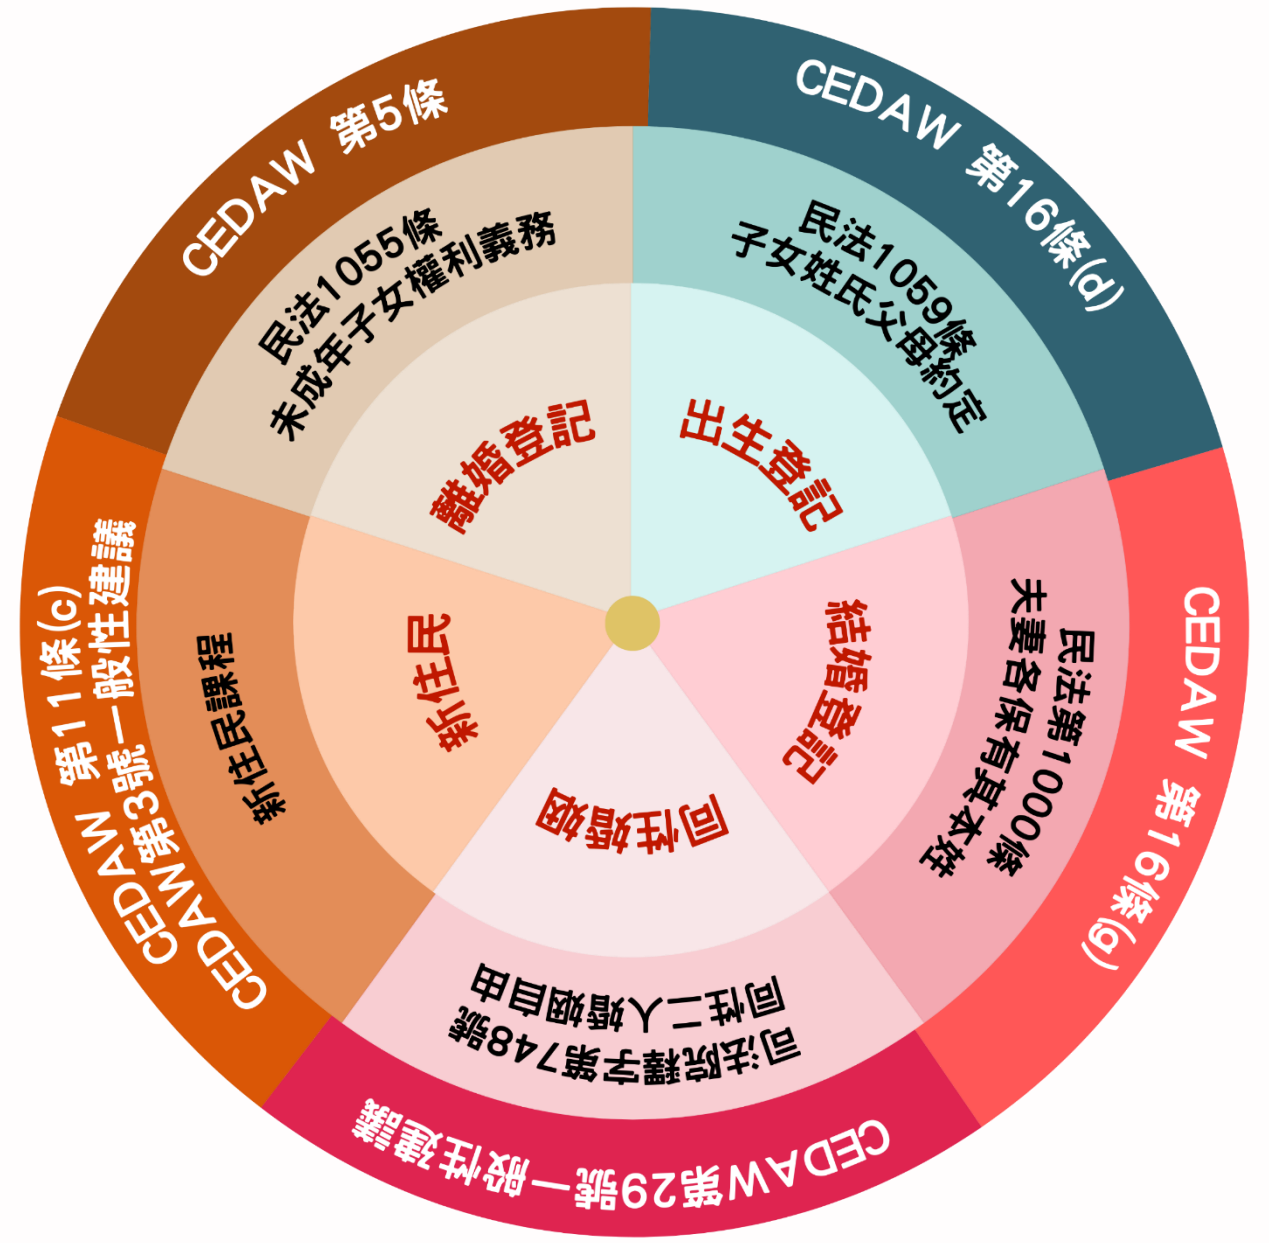 CEDAW 第16條(d)
民法1059條
子女姓氏父母約定
出生登記
CEDAW 第16條(g)
民法第1000條
夫妻各保有其本姓
結婚登記
CEDAW第29號一般性建議
司法院釋字第748號
同性二人婚姻自由
同性婚姻
CEDAW 第11條(c)
CEDAW第3號一般性建議
新住民課程
新住民
CEDAW 第5條
民法1055條
未成年子女權利義務
離婚登記